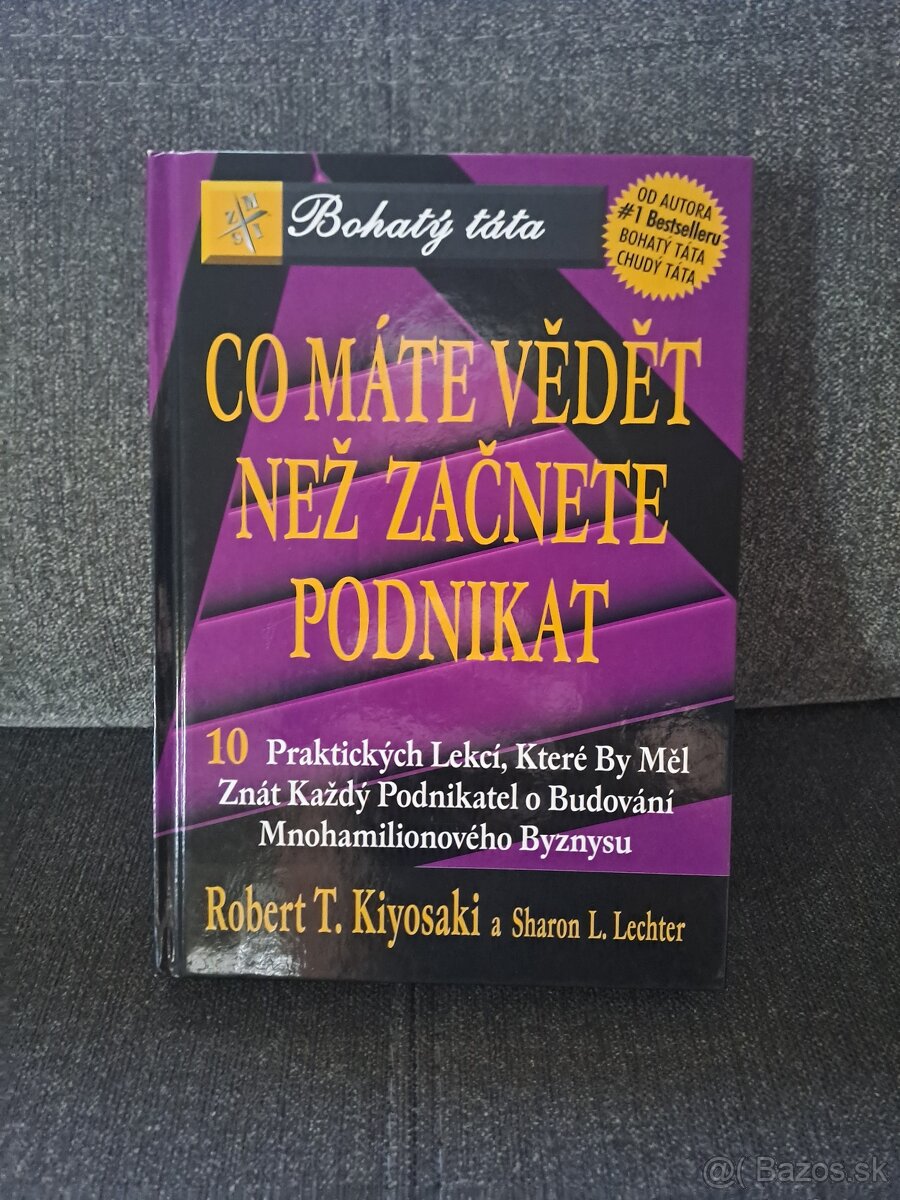 Z N S I
Bohatý táta
OD AUTORA
#1 Bestselleru
BOHATÝ TÁTA
CHUDÝ TÁTA
CO MÁTE VĚDĚT
NEŽ ZAČNETE
PODNIKAT
10 Praktických Lekcí, Které By Měl
Znát Každý Podnikatel o Budování
Mnohamilionového Byznysu
Robert T. Kiyosaki a Sharon L. Lechter
@( Bazos.sk